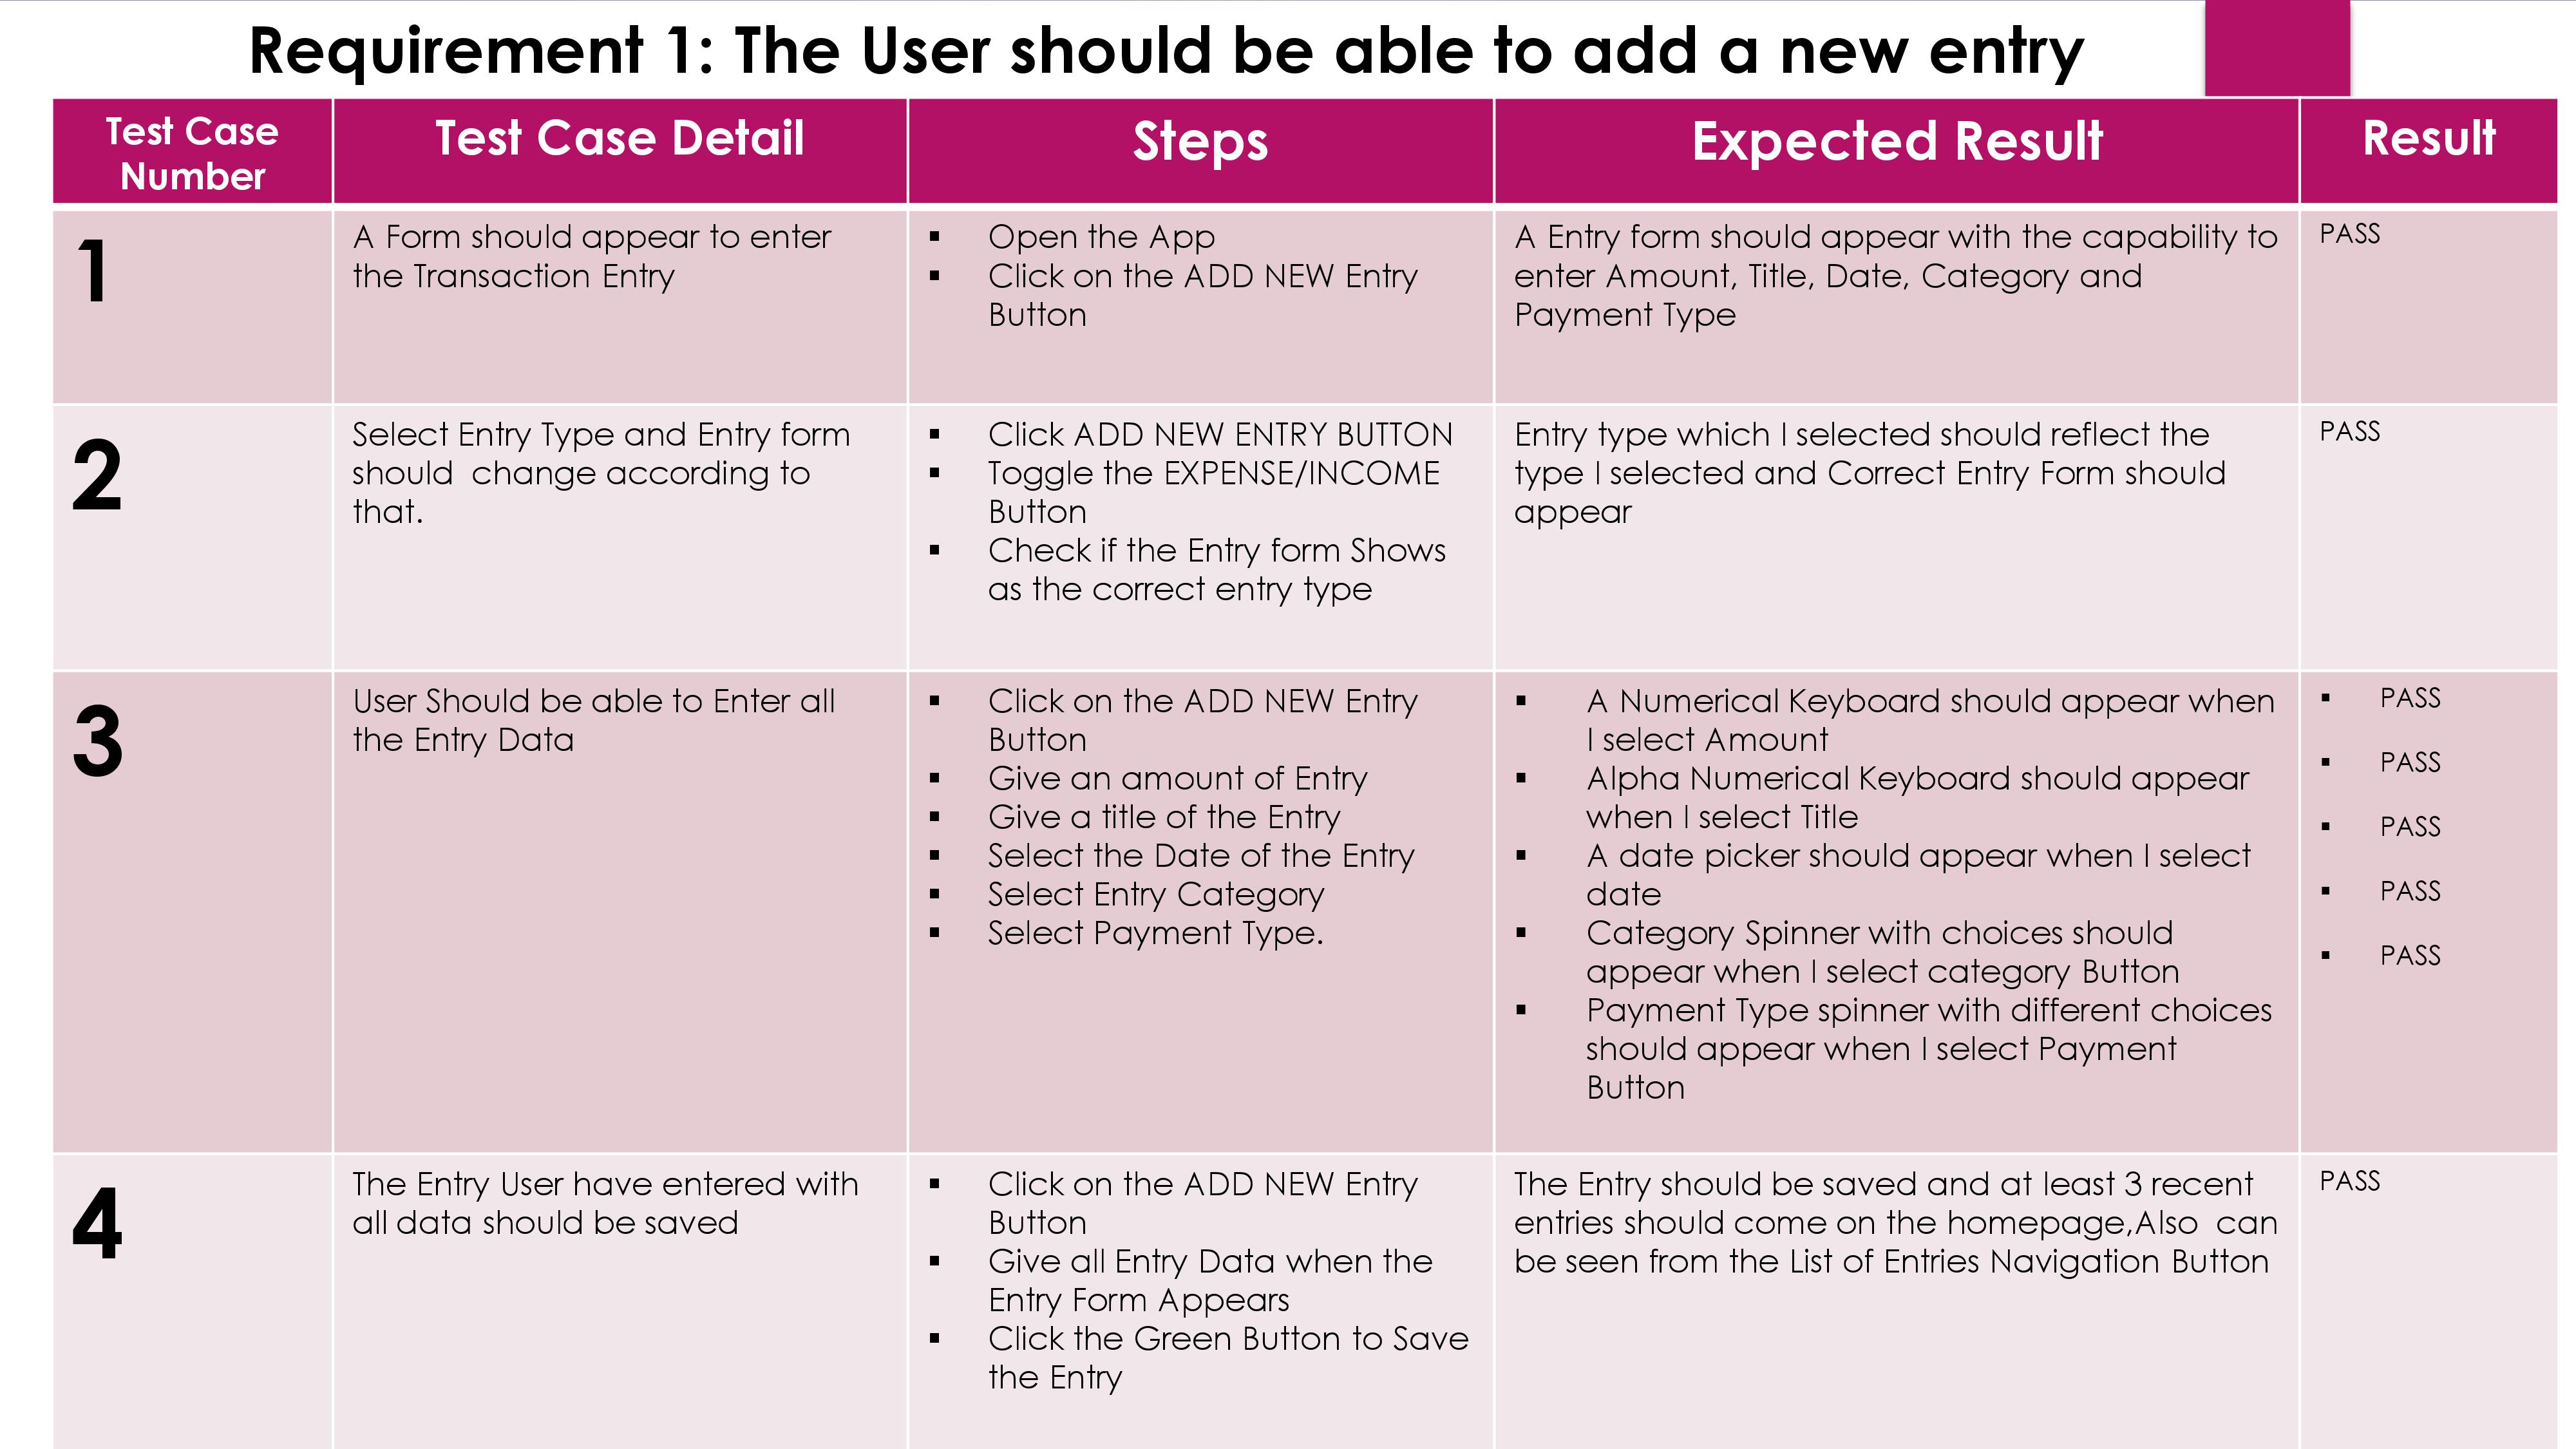 Requirement 1: The User should be able to add a new entry
Test Case
Number
Test Case Detail
Steps
Expected Result
Result
1
A Form should appear to enter
the Transaction Entry
▪ Open the App
▪ Click on the ADD NEW Entry
Button
A Entry form should appear with the capability to
enter Amount, Title, Date, Category and
Payment Type
PASS
2
Select Entry Type and Entry form
should  change according to
that.
▪ Click ADD NEW ENTRY BUTTON
▪ Toggle the EXPENSE/INCOME
Button
▪ Check if the Entry form Shows
as the correct entry type
Entry type which I selected should reflect the
type I selected and Correct Entry Form should
appear
PASS
3
User Should be able to Enter all
the Entry Data
▪ Click on the ADD NEW Entry
Button
▪ Give an amount of Entry
▪ Give a title of the Entry
▪ Select the Date of the Entry
▪ Select Entry Category
▪ Select Payment Type.
▪ A Numerical Keyboard should appear when
I select Amount
▪ Alpha Numerical Keyboard should appear
when I select Title
▪ A date picker should appear when I select
date
▪ Category Spinner with choices should
appear when I select category Button
▪ Payment Type spinner with different choices
should appear when I select Payment
Button
▪ PASS
▪ PASS
▪ PASS
▪ PASS
▪ PASS
4
The Entry User have entered with
all data should be saved
▪ Click on the ADD NEW Entry
Button
▪ Give all Entry Data when the
Entry Form Appears
▪ Click the Green Button to Save
the Entry
The Entry should be saved and at least 3 recent
entries should come on the homepage,Also  can
be seen from the List of Entries Navigation Button
PASS